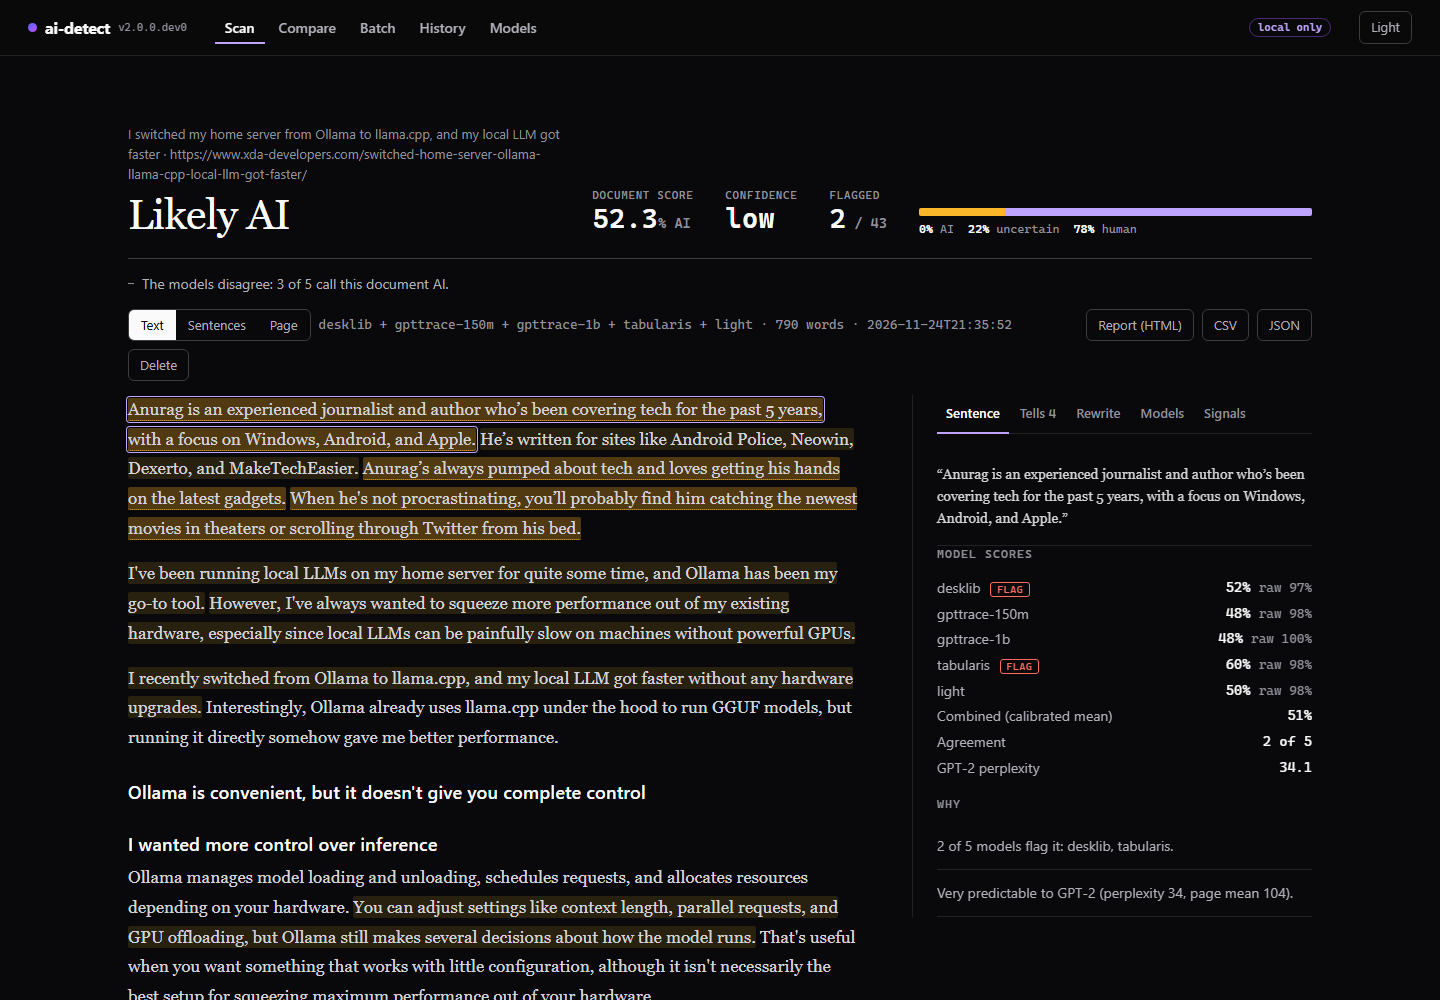 ai-detect v2.0.0.dev0 Scan Compare Batch History Models local only Light
I switched my home server from Ollama to llama.cpp, and my local LLM got
faster · https://www.xda-developers.com/switched-home-server-ollama-
llama-cpp-local-llm-got-faster/
Likely AI
DOCUMENT SCORE
52.3% AI
CONFIDENCE
low
FLAGGED
2 / 43
0% AI 22% uncertain 78% human
– The models disagree: 3 of 5 call this document AI.
Text Sentences Page desklib + gpttrace-150m + gpttrace-1b + tabularis + light · 790 words · 2026-11-24T21:35:52 Report (HTML) CSV JSON
Delete
Anurag is an experienced journalist and author who’s been covering tech for the past 5 years,
with a focus on Windows, Android, and Apple. He’s written for sites like Android Police, Neowin,
Dexerto, and MakeTechEasier. Anurag’s always pumped about tech and loves getting his hands
on the latest gadgets. When he's not procrastinating, you’ll probably find him catching the newest
movies in theaters or scrolling through Twitter from his bed.
I've been running local LLMs on my home server for quite some time, and Ollama has been my
go-to tool. However, I've always wanted to squeeze more performance out of my existing
hardware, especially since local LLMs can be painfully slow on machines without powerful GPUs.
I recently switched from Ollama to llama.cpp, and my local LLM got faster without any hardware
upgrades. Interestingly, Ollama already uses llama.cpp under the hood to run GGUF models, but
running it directly somehow gave me better performance.
Ollama is convenient, but it doesn't give you complete control
I wanted more control over inference
Ollama manages model loading and unloading, schedules requests, and allocates resources
depending on your hardware. You can adjust settings like context length, parallel requests, and
GPU offloading, but Ollama still makes several decisions about how the model runs. That's useful
when you want something that works with little configuration, although it isn't necessarily the
best setup for squeezing maximum performance out of your hardware.
Sentence Tells 4 Rewrite Models Signals
“Anurag is an experienced journalist and author who’s been
covering tech for the past 5 years, with a focus on Windows,
Android, and Apple.”
MODEL SCORES
desklib FLAG 52% raw 97%
gpttrace-150m 48% raw 98%
gpttrace-1b 48% raw 100%
tabularis FLAG 60% raw 98%
light 50% raw 98%
Combined (calibrated mean) 51%
Agreement 2 of 5
GPT-2 perplexity 34.1
WHY
2 of 5 models flag it: desklib, tabularis.
Very predictable to GPT-2 (perplexity 34, page mean 104).